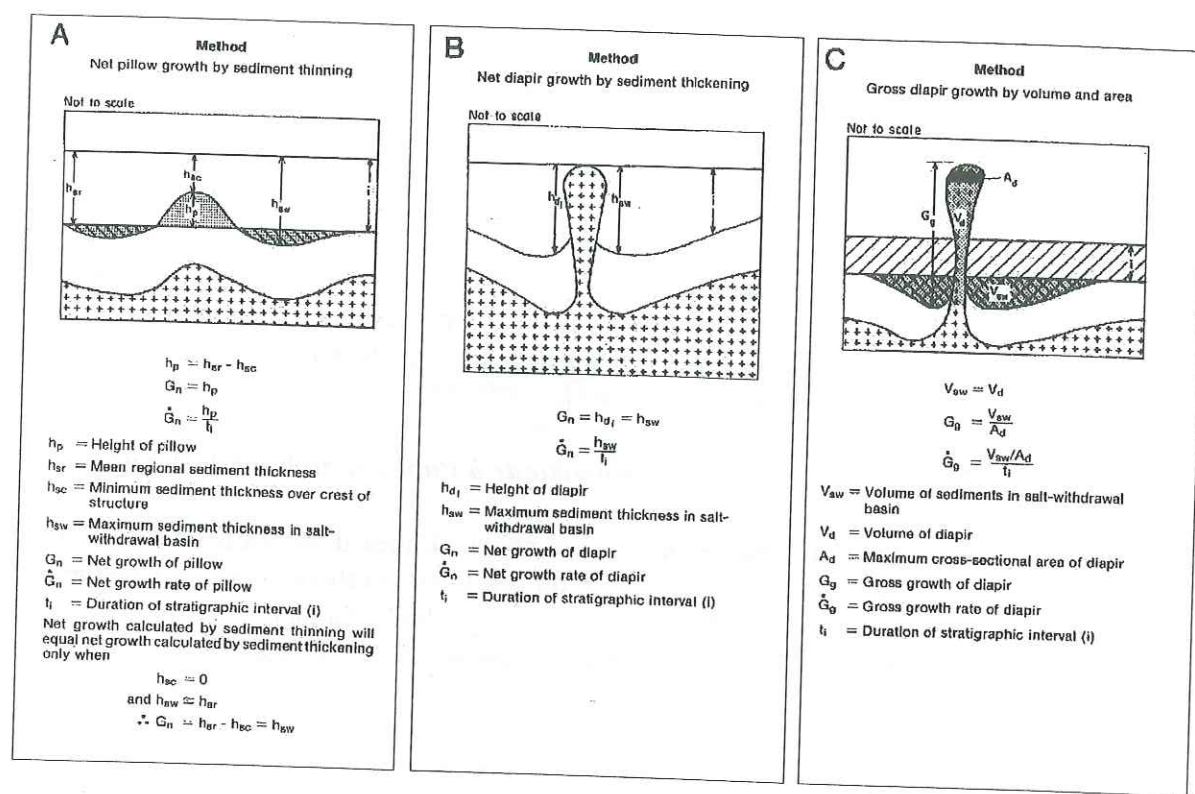 A
Method
Net pillow growth by sediment thinning
Not to scale
h_sr
h_sc
h_p
h_sw
i
h_p = h_sr - h_sc
G_n = h_p
Ġ_n = h_p/t_i
h_p = Height of pillow
h_sr = Mean regional sediment thickness
h_sc = Minimum sediment thickness over crest of
structure
h_sw = Maximum sediment thickness in salt-
withdrawal basin
G_n = Net growth of pillow
Ġ_n = Net growth rate of pillow
t_i = Duration of stratigraphic interval (i)
Net growth calculated by sediment thinning will
equal net growth calculated by sediment thickening
only when
h_sc = 0
and h_sw ≅ h_sr
∴ G_n = h_sr - h_sc = h_sw
B
Method
Net diapir growth by sediment thickening
Not to scale
h_di
h_sw
i
G_n = h_di = h_sw
Ġ_n = h_sw/t_i
h_di = Height of diapir
h_sw = Maximum sediment thickness in salt-
withdrawal basin
G_n = Net growth of diapir
Ġ_n = Net growth rate of diapir
t_i = Duration of stratigraphic interval (i)
C
Method
Gross diapir growth by volume and area
Not to scale
A_d
G_g
V_d
i
V_sw
V_sw = V_d
G_g = V_sw/A_d
Ġ_g = V_sw/A_d/t_i
V_sw = Volume of sediments in salt-withdrawal
basin
V_d = Volume of diapir
A_d = Maximum cross-sectional area of diapir
G_g = Gross growth of diapir
Ġ_g = Gross growth rate of diapir
t_i = Duration of stratigraphic interval (i)